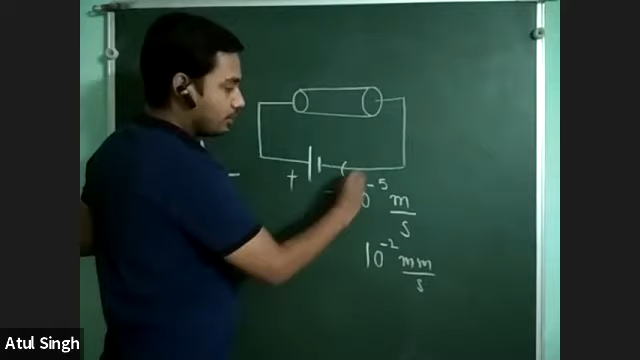 + -
10⁻⁵ m/s
10⁻² mm/s
Atul Singh